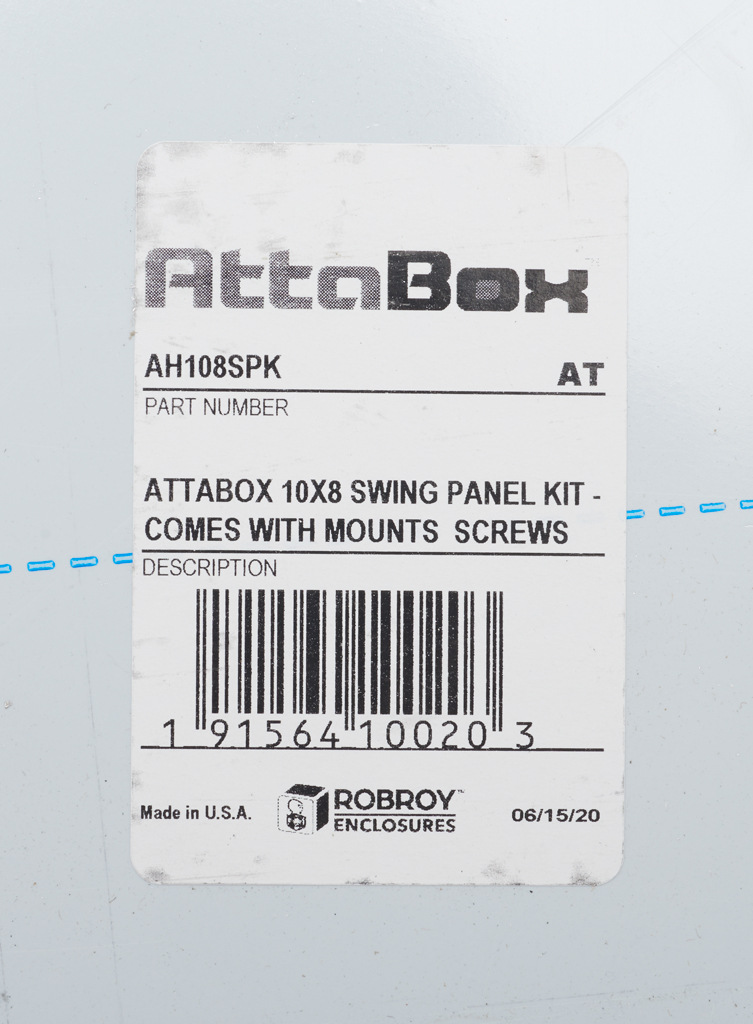 AttaBox
AH108SPK AT
PART NUMBER
ATTABOX 10X8 SWING PANEL KIT -
COMES WITH MOUNTS SCREWS
DESCRIPTION
1 91564 10020 3
Made in U.S.A. ROBROY™ ENCLOSURES 06/15/20